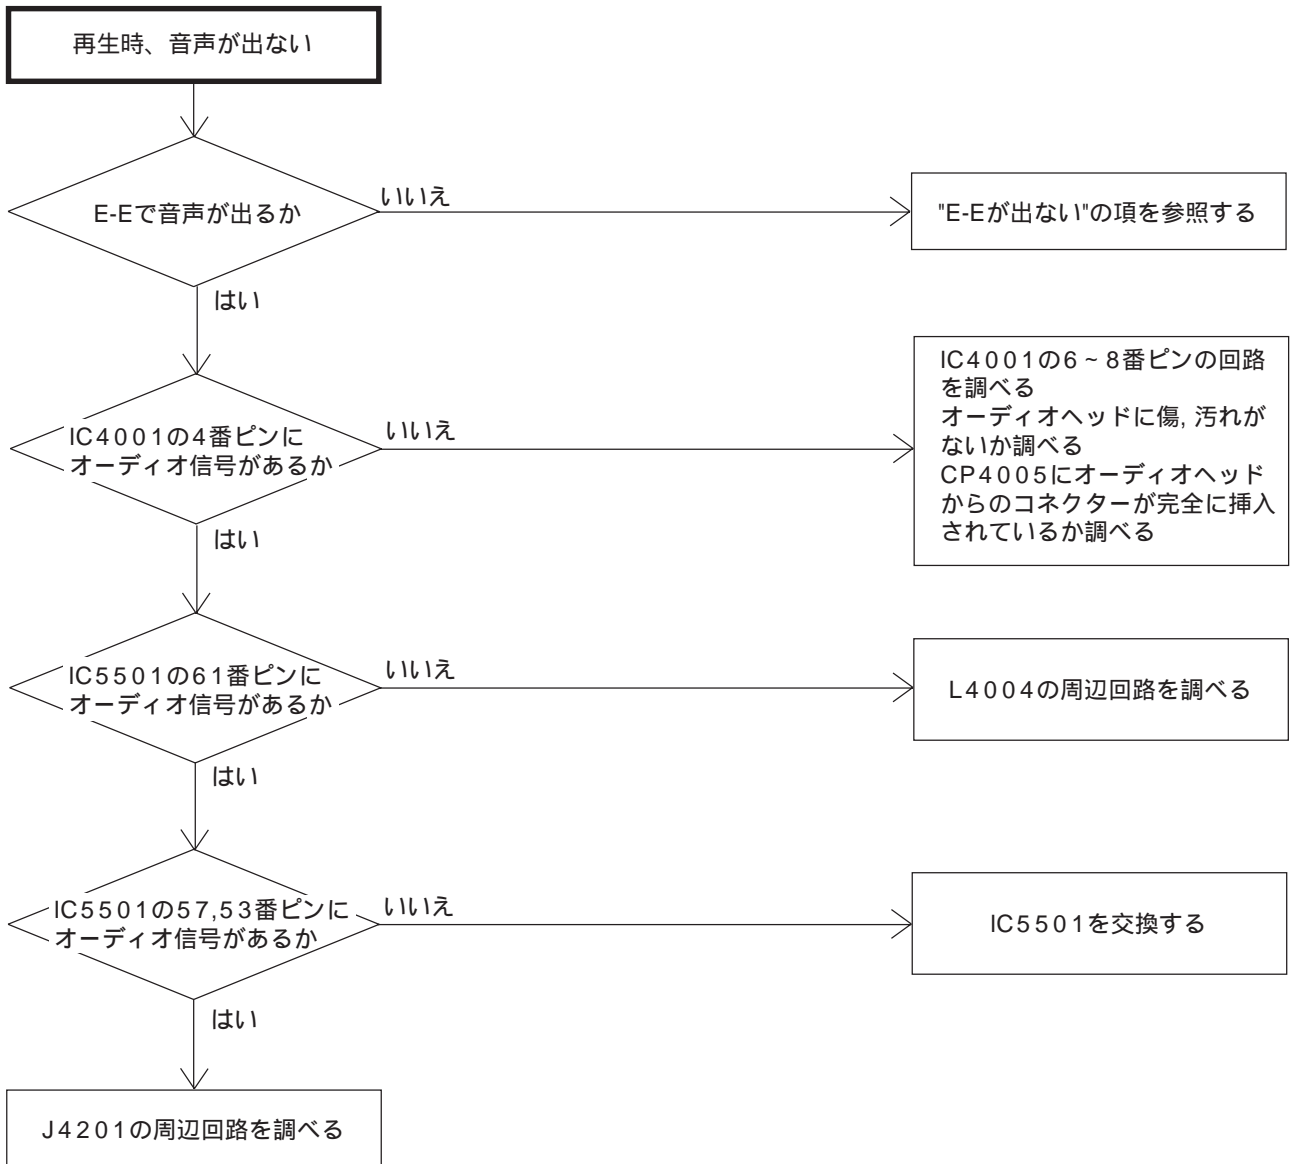 再生時、音声が出ない
E-Eで音声が出るか
いいえ
"E-Eが出ない"の項を参照する
はい
IC4001の4番ピンに
オーディオ信号があるか
いいえ
IC4001の6~8番ピンの回路
を調べる
オーディオヘッドに傷, 汚れが
ないか調べる
CP4005にオーディオヘッド
からのコネクターが完全に挿入
されているか調べる
はい
IC5501の61番ピンに
オーディオ信号があるか
いいえ
L4004の周辺回路を調べる
はい
IC5501の57,53番ピンに
オーディオ信号があるか
いいえ
IC5501を交換する
はい
J4201の周辺回路を調べる